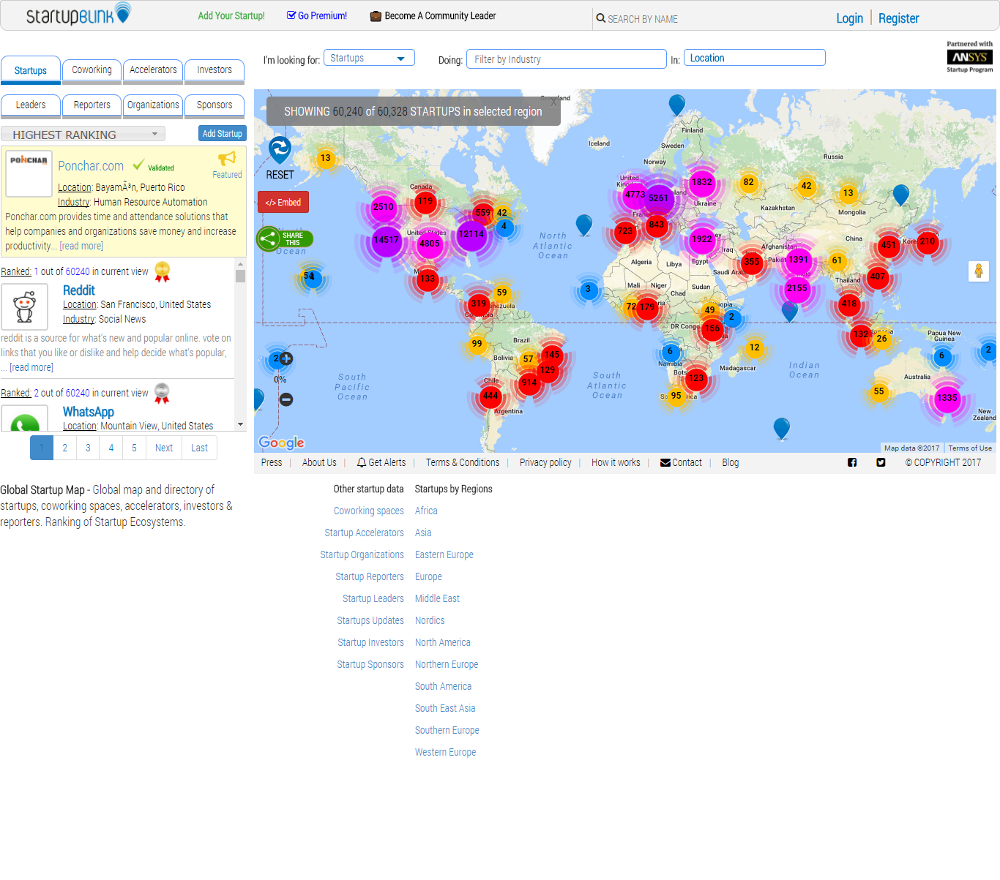 startupBLINK
Add Your Startup!
Go Premium!
Become A Community Leader
SEARCH BY NAME
Login
Register
I'm looking for:
Startups
Doing:
Filter by Industry
In:
Location
Partnered with
ANSYS
Startup Program
Startups
Coworking
Accelerators
Investors
Leaders
Reporters
Organizations
Sponsors
HIGHEST RANKING
Add Startup
PONCHAR
Ponchar.com
Validated
Featured
Location: BayamÃ³n, Puerto Rico
Industry: Human Resource Automation
Ponchar.com provides time and attendance solutions that
help companies and organizations save money and increase
productivity... [read more]
Ranked: 1 out of 60240 in current view
Reddit
Location: San Francisco, United States
Industry: Social News
reddit is a source for what's new and popular online. vote on
links that you like or dislike and help decide what's popular,
... [read more]
Ranked: 2 out of 60240 in current view
WhatsApp
Location: Mountain View, United States
1
2
3
4
5
Next
Last
Global Startup Map - Global map and directory of
startups, coworking spaces, accelerators, investors &
reporters. Ranking of Startup Ecosystems.
SHOWING 60,240 of 60,328 STARTUPS in selected region
X
RESET
</> Embed
SHARE
THIS
Ocean
Iceland
Finland
Sweden
Norway
Russia
United
Canada
Ukraine
Kazakhstan
Mongolia
North
Atlantic
Ocean
China
Iraq
Afghanistan
Algeria
Libya
Egypt
Mali
Niger
Chad
Sudan
Thailand
DR Congo
Brazil
Bolivia
Chile
Argentina
Namibia
Madagascar
Indian
Ocean
Papua New
Guinea
Australia
New
Zealand
South
Pacific
Ocean
South
Atlantic
Ocean
13
2510
119
559
42
4
14517
4805
12114
133
54
4
59
319
99
57
145
129
914
444
2
0%
4773
5261
1832
82
42
13
723
843
1922
355
1391
61
451
210
2155
407
3
72
179
49
2
156
418
132
26
6
12
123
95
6
2
55
1335
Google
Map data ©2017
Terms of Use
Press
About Us
Get Alerts
Terms & Conditions
Privacy policy
How it works
Contact
Blog
© COPYRIGHT 2017
Other startup data
Coworking spaces
Startup Accelerators
Startup Organizations
Startup Reporters
Startup Leaders
Startups Updates
Startup Investors
Startup Sponsors
Startups by Regions
Africa
Asia
Eastern Europe
Europe
Middle East
Nordics
North America
Northern Europe
South America
South East Asia
Southern Europe
Western Europe